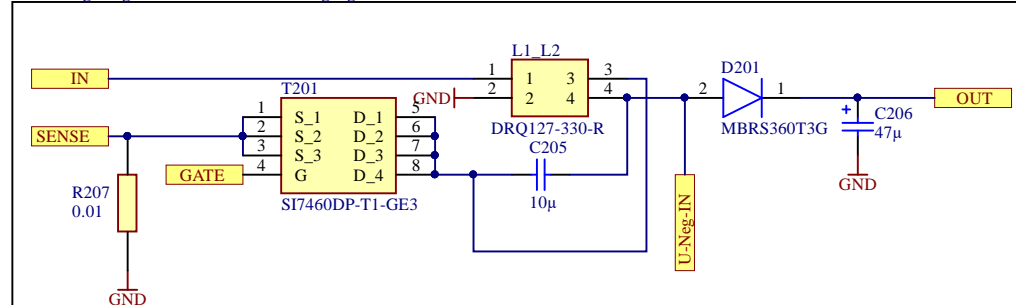 L1_L2
IN
1
1
3
3
2
2
4
4
GND
DRQ127-330-R
D201
2
1
MBRS360T3G
OUT
C206
47µ
GND
T201
1
S_1
D_1
5
2
S_2
D_2
6
3
S_3
D_3
7
4
G
D_4
8
SI7460DP-T1-GE3
SENSE
GATE
C205
10µ
R207
0.01
GND
U-Neg-IN